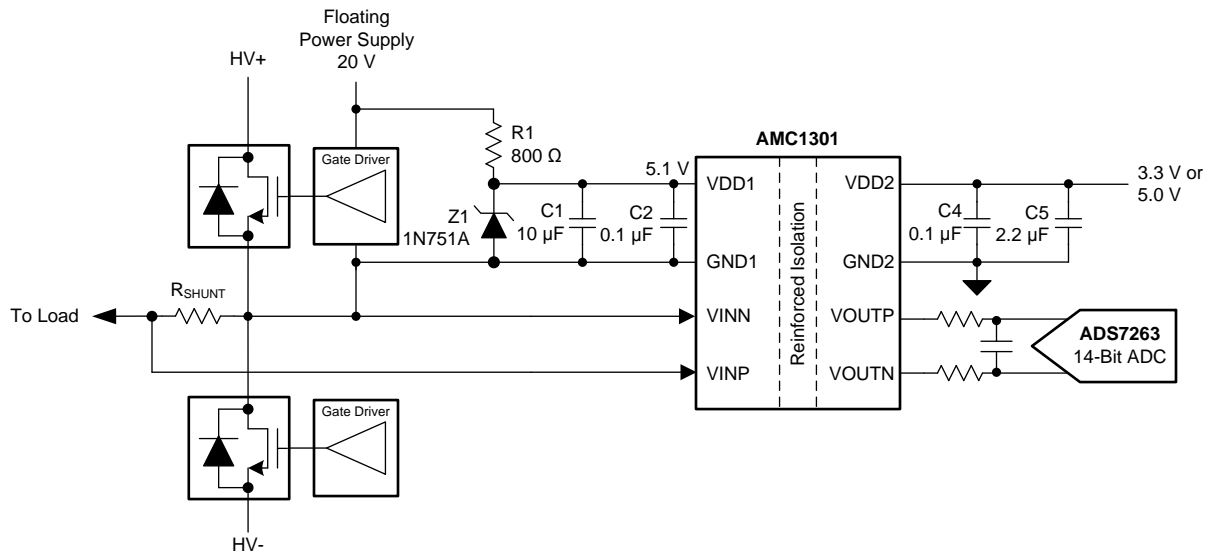 Floating
Power Supply
20 V
HV+
Gate Driver
R1
800 Ω
AMC1301
5.1 V
VDD1
VDD2
3.3 V or
5.0 V
Z1
1N751A
C1
10 µF
C2
0.1 µF
C4
0.1 µF
C5
2.2 µF
GND1
GND2
Reinforced Isolation
RSHUNT
To Load
VINN
VOUTP
ADS7263
14-Bit ADC
VINP
VOUTN
Gate Driver
HV-